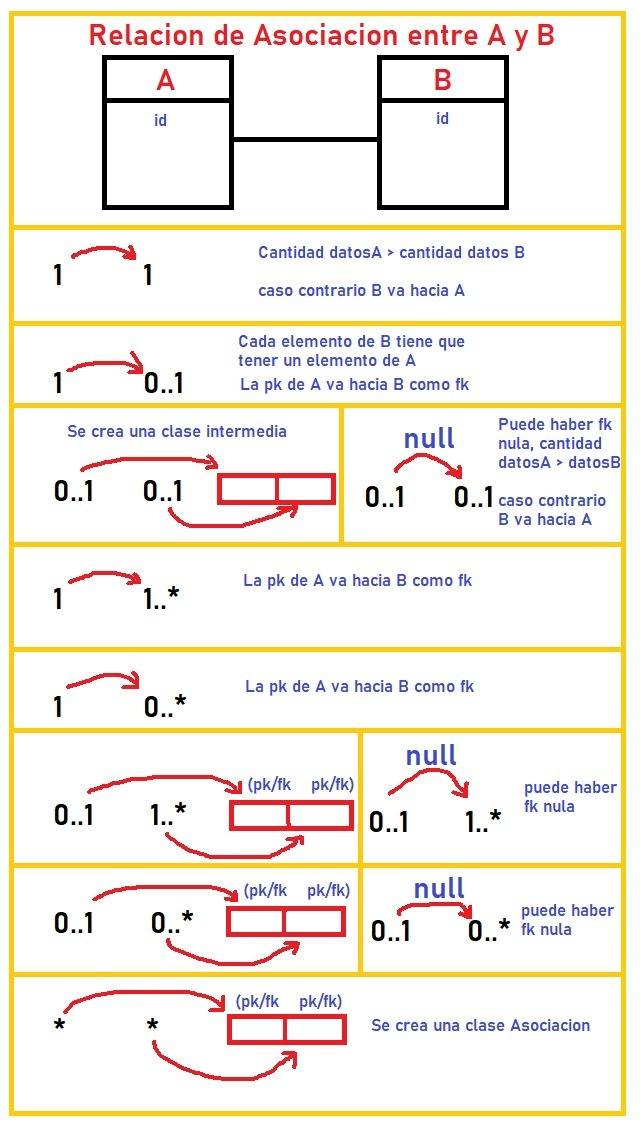 Relacion de Asociacion entre A y B
A
B
id
id
1
1
Cantidad datosA > cantidad datos B
caso contrario B va hacia A
1
0..1
Cada elemento de B tiene que
tener un elemento de A
La pk de A va hacia B como fk
Se crea una clase intermedia
0..1
0..1
null
0..1
0..1
Puede haber fk
nula, cantidad
datosA > datosB
caso contrario
B va hacia A
1
1..*
La pk de A va hacia B como fk
1
0..*
La pk de A va hacia B como fk
(pk/fk pk/fk)
0..1
1..*
null
0..1
1..*
puede haber
fk nula
(pk/fk pk/fk)
0..1
0..*
null
0..1
0..*
puede haber
fk nula
(pk/fk pk/fk)
*
*
Se crea una clase Asociacion